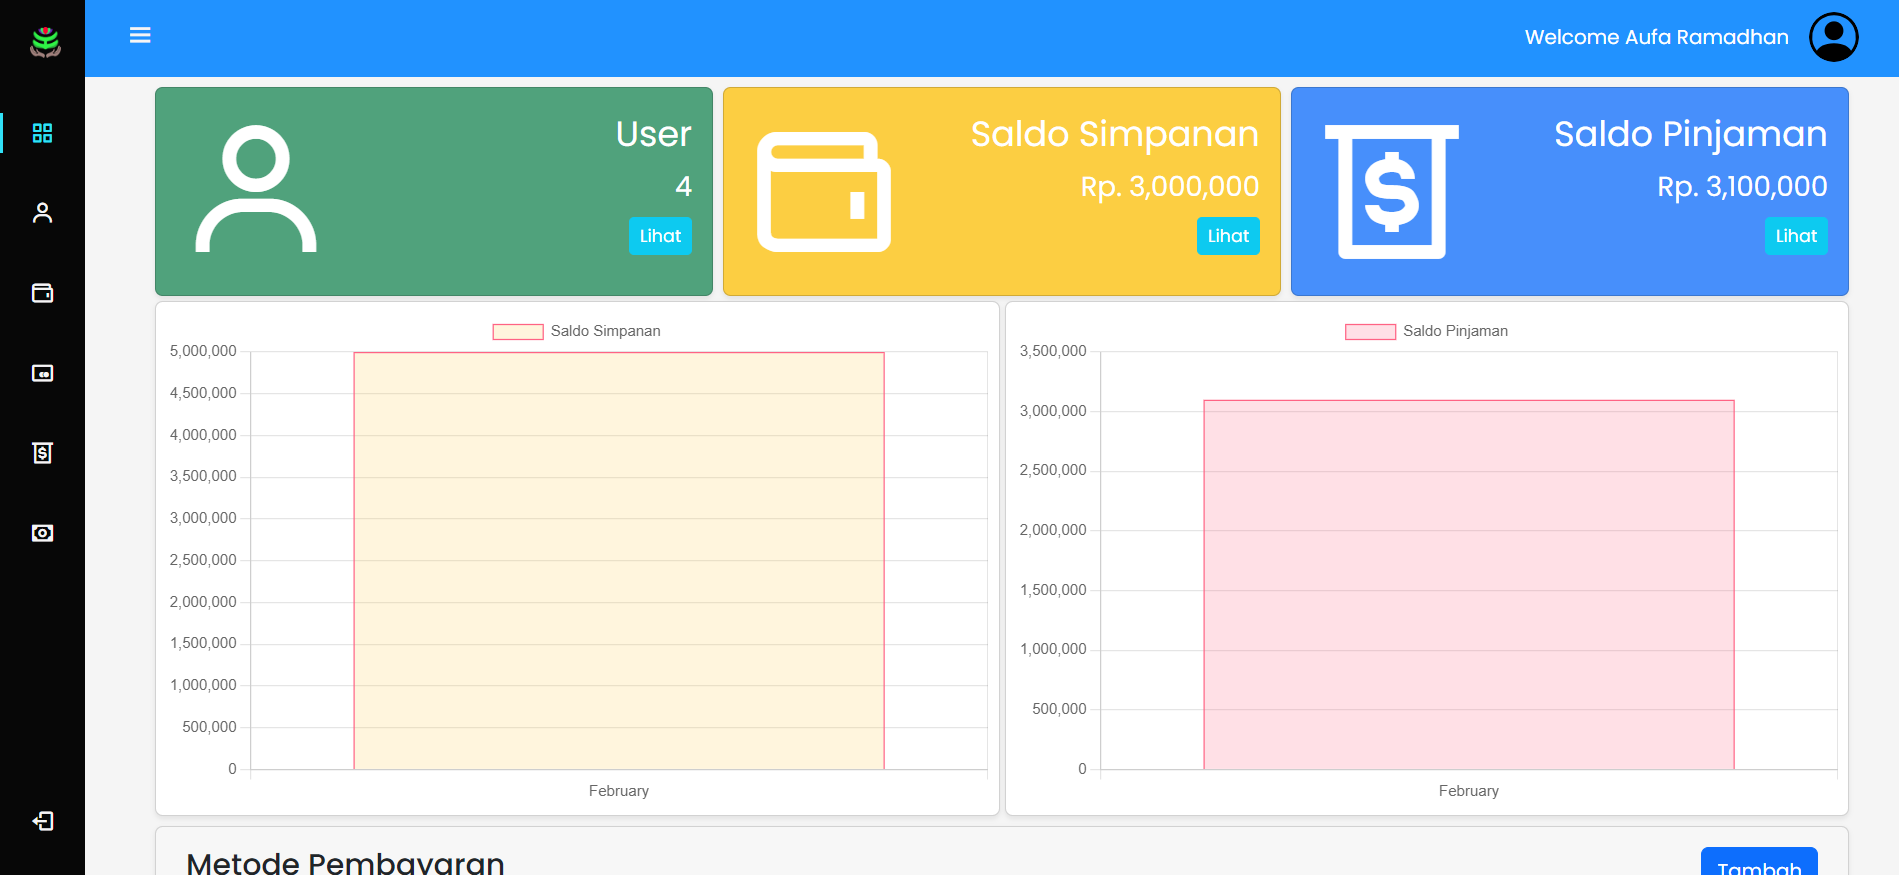 Welcome Aufa Ramadhan
User
4
Lihat
Saldo Simpanan
Rp. 3,000,000
Lihat
Saldo Pinjaman
Rp. 3,100,000
Lihat
Saldo Simpanan
5,000,000
4,500,000
4,000,000
3,500,000
3,000,000
2,500,000
2,000,000
1,500,000
1,000,000
500,000
0
February
Saldo Pinjaman
3,500,000
3,000,000
2,500,000
2,000,000
1,500,000
1,000,000
500,000
0
February
Metode Pembayaran
Tambah